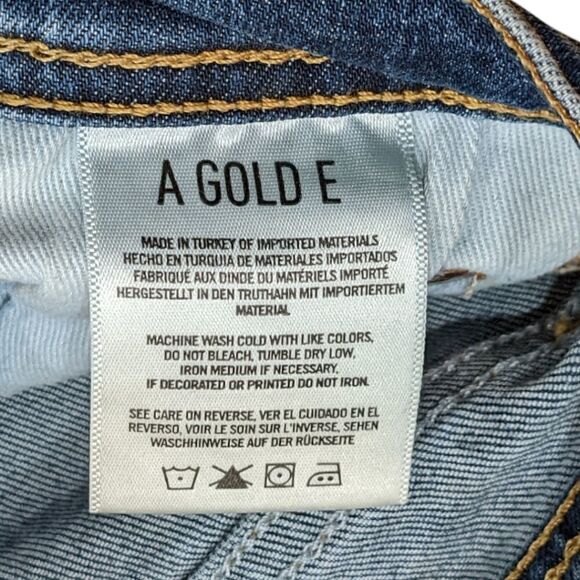 A GOLD E
MADE IN TURKEY OF IMPORTED MATERIALS
HECHO EN TURQUIA DE MATERIALES IMPORTADOS
FABRIQUÉ AUX DINDE DU MATÉRIELS IMPORTÉ
HERGESTELLT IN DEN TRUTHAHN MIT IMPORTIERTEM
MATERIAL
MACHINE WASH COLD WITH LIKE COLORS,
DO NOT BLEACH, TUMBLE DRY LOW,
IRON MEDIUM IF NECESSARY.
IF DECORATED OR PRINTED DO NOT IRON.
SEE CARE ON REVERSE, VER EL CUIDADO EN EL
REVERSO, VOIR LE SOIN SUR L'INVERSE, SEHEN
WASCHHINWEISE AUF DER RÜCKSEITE